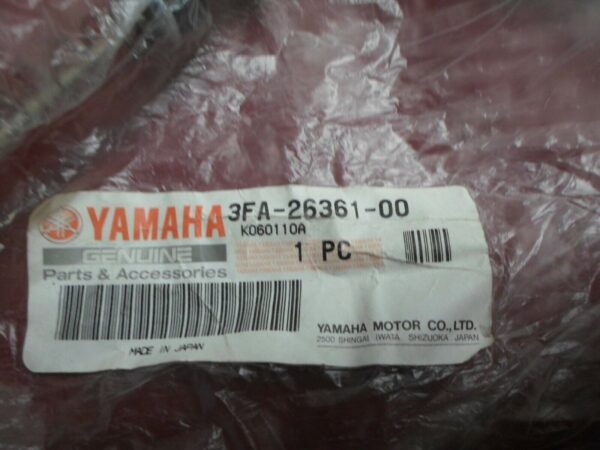 YAMAHA 3FA-26361-00
K060110A
GENUINE
1 PC
Parts & Accessories
YAMAHA MOTOR CO., LTD.
2500 SHINGAI IWATA SHIZUOKA JAPAN
MADE IN JAPAN